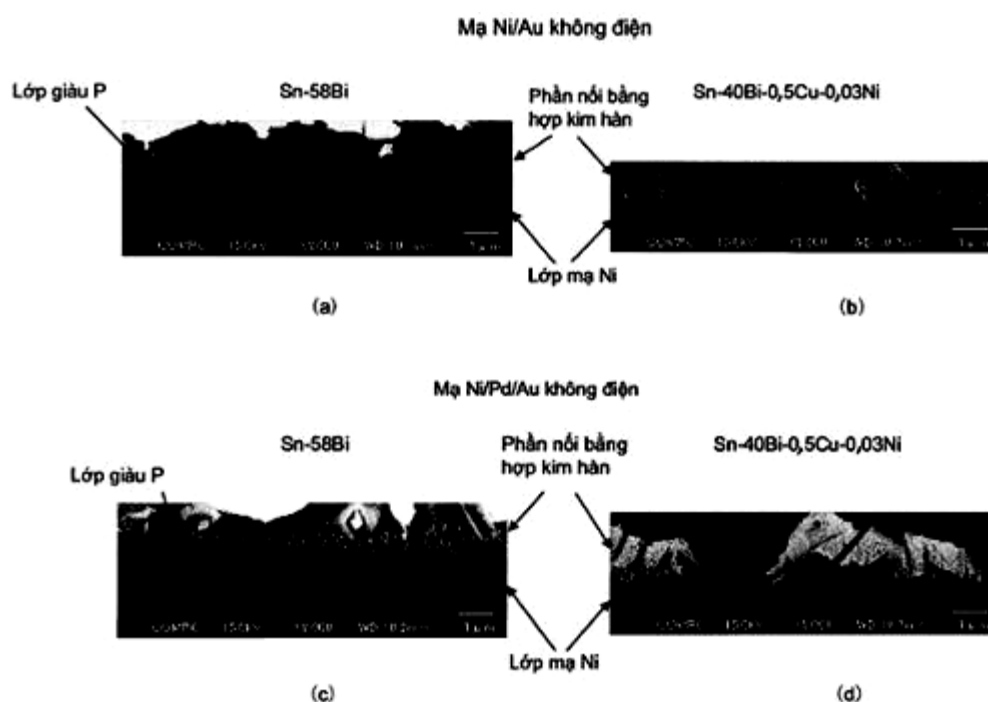 Mạ Ni/Au không điện
Lớp giàu P
Sn-58Bi
Phần nối bằng
hợp kim hàn
Sn-40Bi-0,5Cu-0,03Ni
Lớp mạ Ni
(a)
(b)
Mạ Ni/Pd/Au không điện
Lớp giàu P
Sn-58Bi
Phần nối bằng
hợp kim hàn
Sn-40Bi-0,5Cu-0,03Ni
Lớp mạ Ni
(c)
(d)